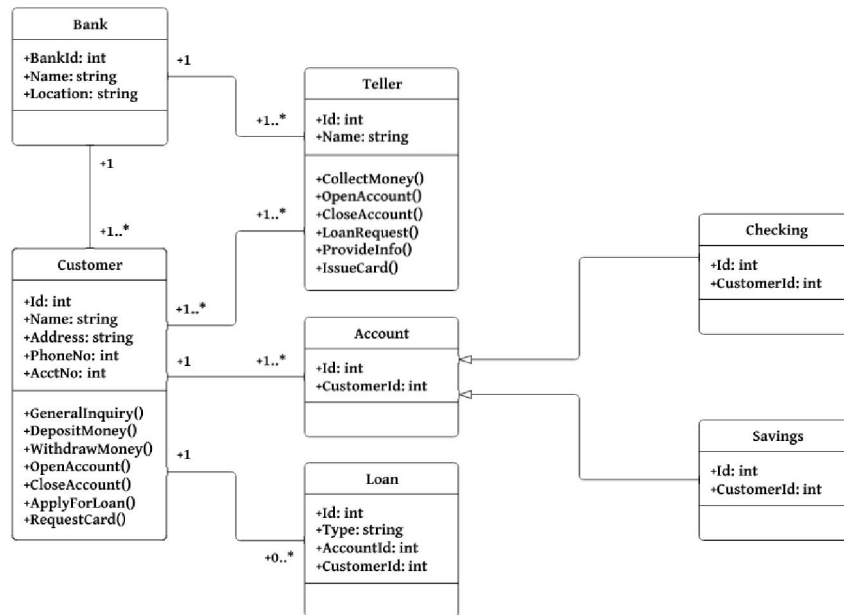 Bank
+BankId: int
+Name: string
+Location: string
+1
+1..*
+1
+1..*
Teller
+Id: int
+Name: string
+CollectMoney()
+OpenAccount()
+CloseAccount()
+LoanRequest()
+ProvideInfo()
+IssueCard()
+1..*
+1..*
Customer
+Id: int
+Name: string
+Address: string
+PhoneNo: int
+AcctNo: int
+GeneralInquiry()
+DepositMoney()
+WithdrawMoney()
+OpenAccount()
+CloseAccount()
+ApplyForLoan()
+RequestCard()
+1
+1..*
Account
+Id: int
+CustomerId: int
+1
+0..*
Loan
+Id: int
+Type: string
+AccountId: int
+CustomerId: int
Checking
+Id: int
+CustomerId: int
Savings
+Id: int
+CustomerId: int